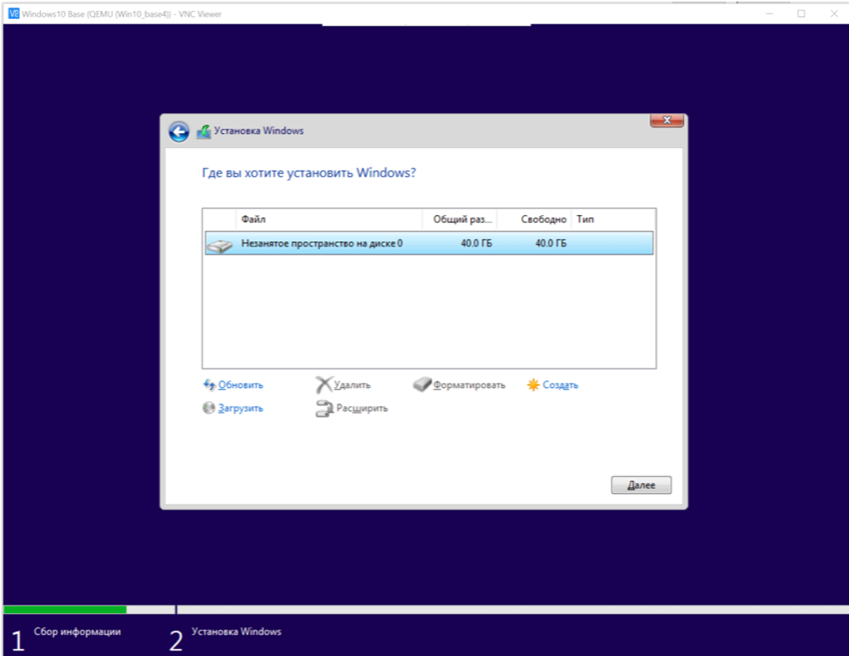 V2 Windows10 Base (QEMU (Win10_base4)) - VNC Viewer
Установка Windows
Где вы хотите установить Windows?
Файл Общий раз... Свободно Тип
Незанятое пространство на диске 0 40.0 ГБ 40.0 ГБ
Обновить Удалить Форматировать Создать
Загрузить Расширить
Далее
1 Сбор информации 2 Установка Windows